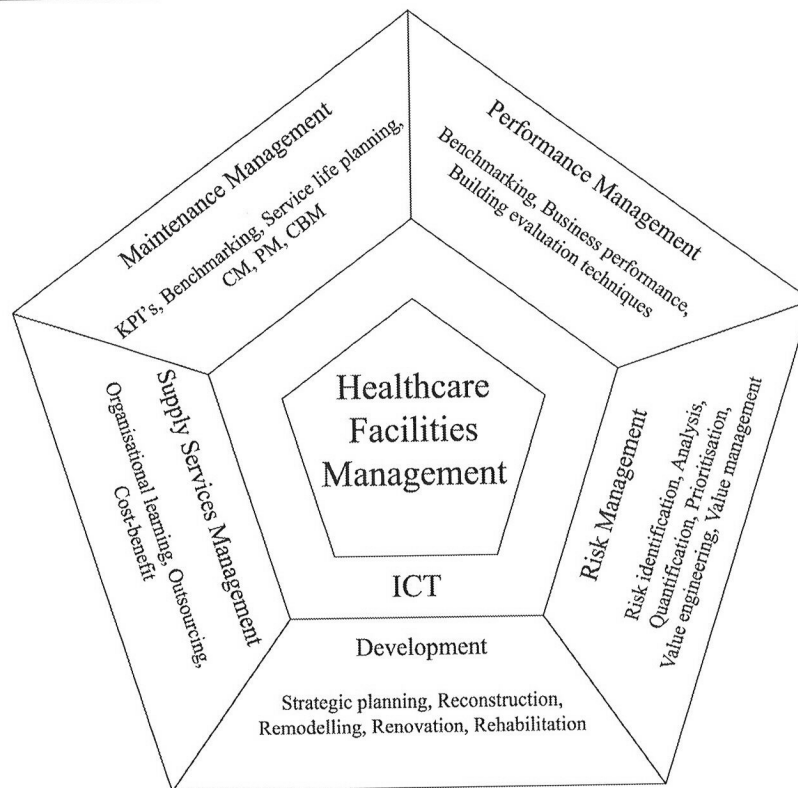 Maintenance Management
KPI's, Benchmarking, Service life planning,
CM, PM, CBM
Performance Management
Benchmarking, Business performance,
Building evaluation techniques
Healthcare
Facilities
Management
ICT
Supply Services Management
Organisational learning, Outsourcing,
Cost-benefit
Risk Management
Risk identification, Analysis,
Quantification, Prioritisation,
Value engineering, Value management
Development
Strategic planning, Reconstruction,
Remodelling, Renovation, Rehabilitation